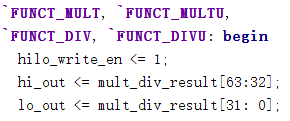 `FUNCT_MULT, `FUNCT_MULTU,
`FUNCT_DIV, `FUNCT_DIVU: begin
hilo_write_en <= 1;
hi_out <= mult_div_result[63:32];
lo_out <= mult_div_result[31: 0];